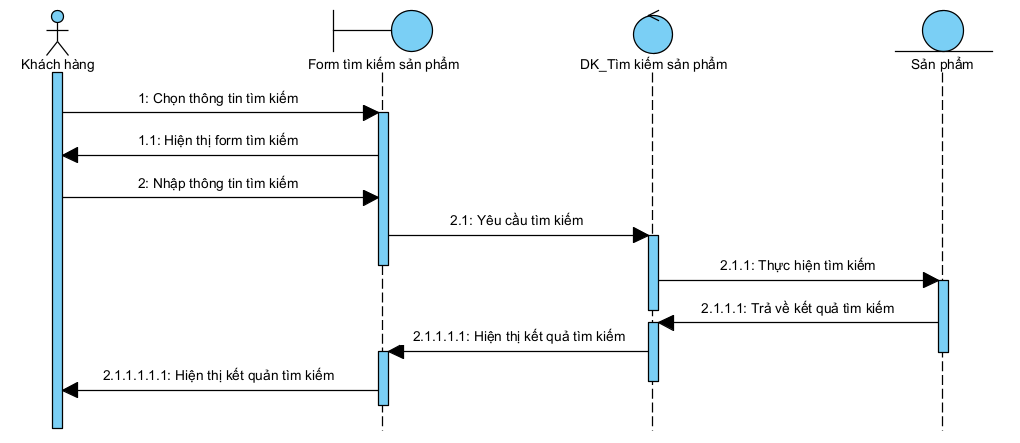 Khách hàng
Form tìm kiếm sản phẩm
DK_Tìm kiếm sản phẩm
Sản phẩm
1: Chọn thông tin tìm kiếm
1.1: Hiện thị form tìm kiếm
2: Nhập thông tin tìm kiếm
2.1: Yêu cầu tìm kiếm
2.1.1: Thực hiện tìm kiếm
2.1.1.1: Trả về kết quả tìm kiếm
2.1.1.1.1: Hiện thị kết quả tìm kiếm
2.1.1.1.1.1: Hiện thị kết quản tìm kiếm